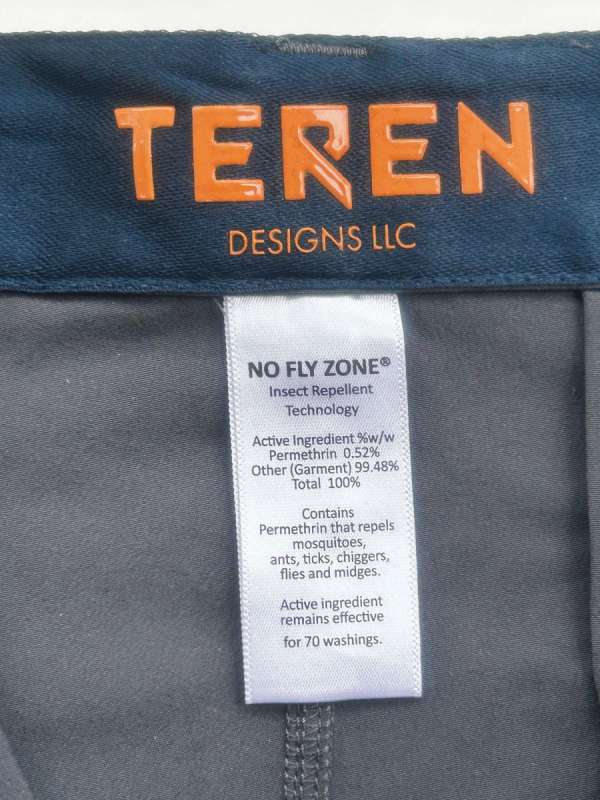 TEREN
DESIGNS LLC
NO FLY ZONE®
Insect Repellent
Technology
Active Ingredient %w/w
Permethrin 0.52%
Other (Garment) 99.48%
Total 100%
Contains
Permethrin that repels
mosquitoes,
ants, ticks, chiggers,
flies and midges.
Active ingredient
remains effective
for 70 washings.